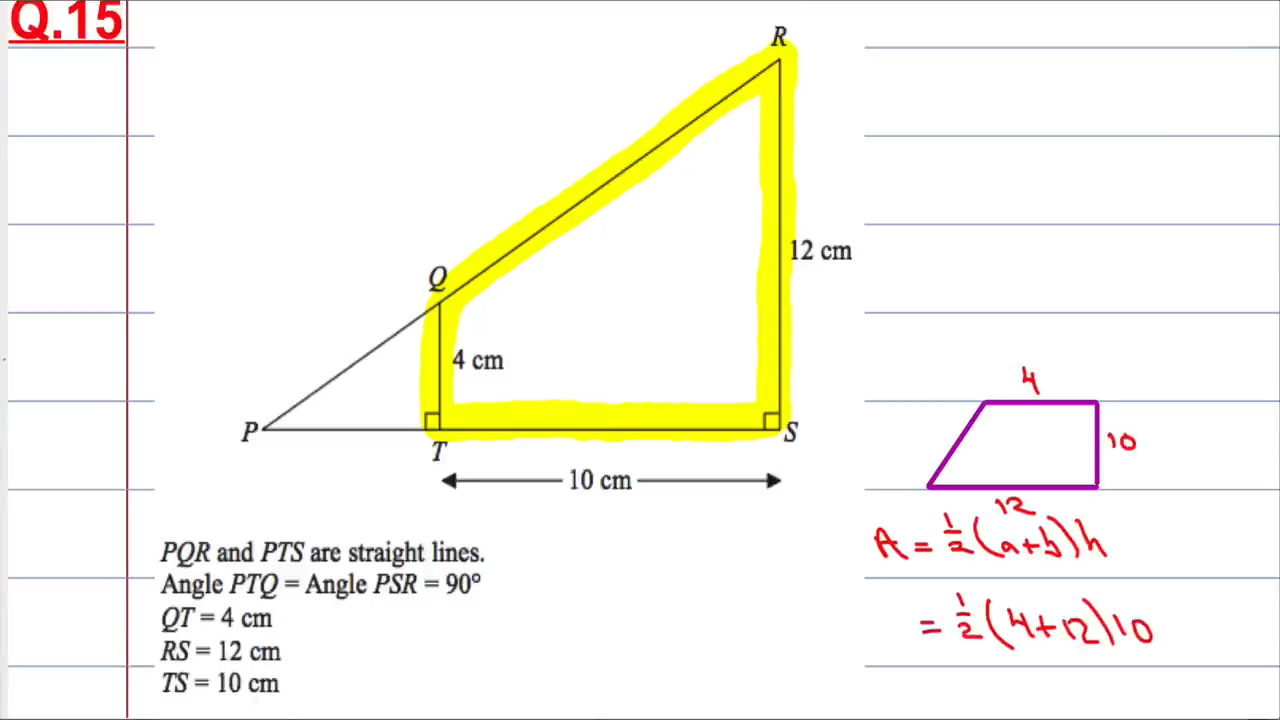 Q.15
R
12 cm
Q
4 cm
P
T
S
10 cm
4
10
12
A = ½(a+b)h
= ½(4+12)10
PQR and PTS are straight lines.
Angle PTQ = Angle PSR = 90°
QT = 4 cm
RS = 12 cm
TS = 10 cm